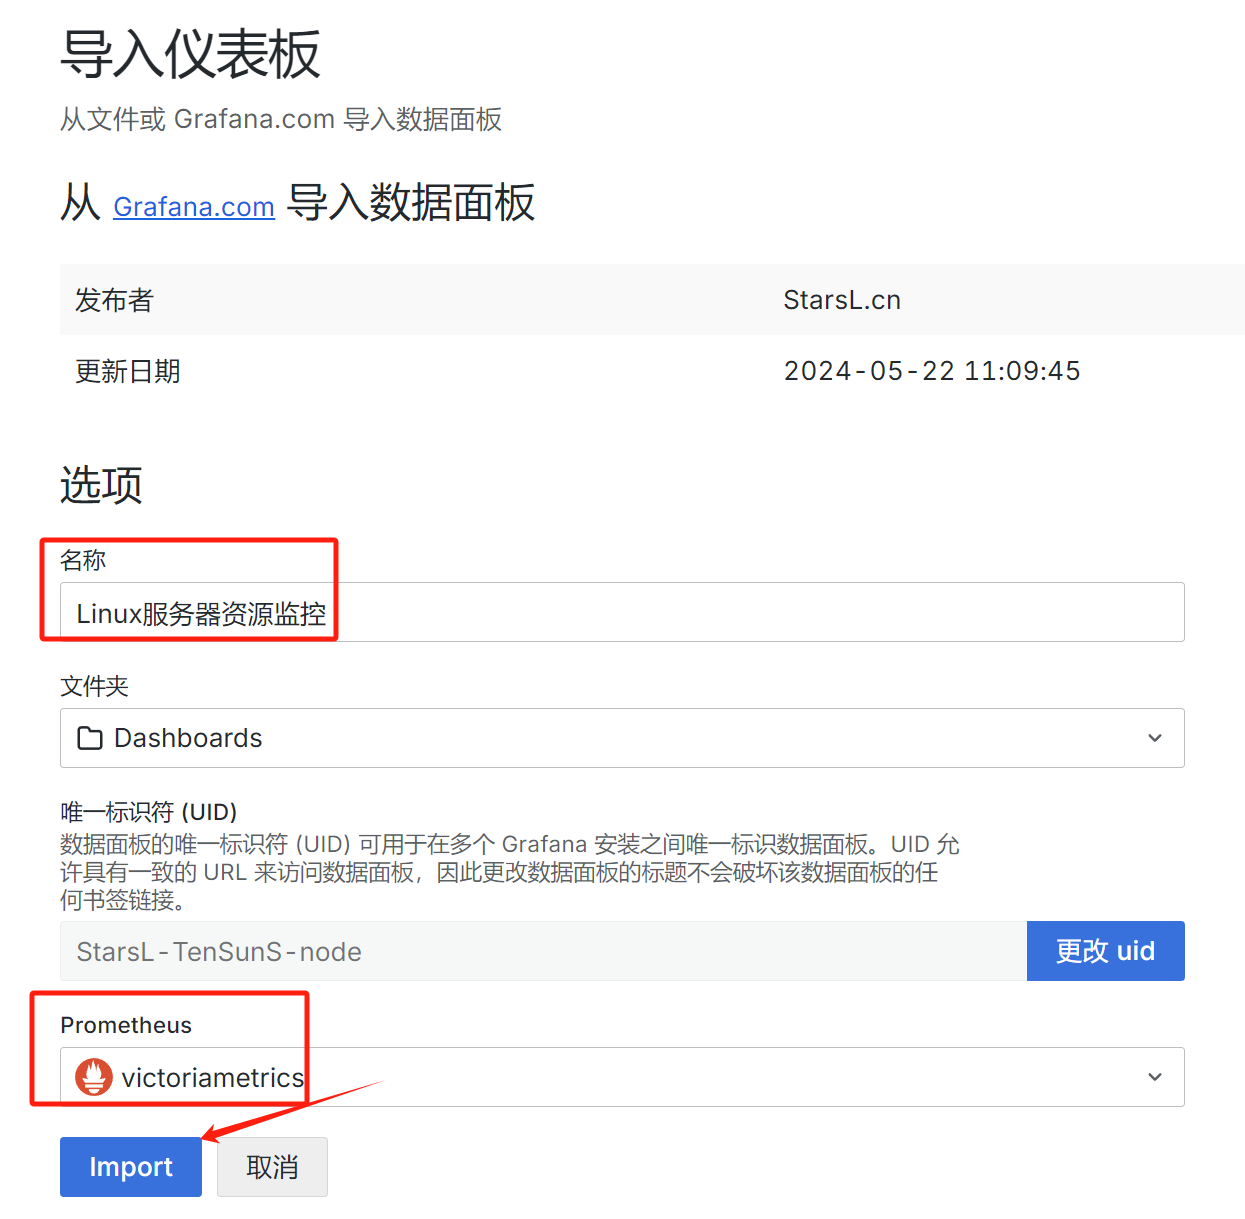 导入仪表板
从文件或 Grafana.com 导入数据面板
从 Grafana.com 导入数据面板
发布者 StarsL.cn
更新日期 2024-05-22 11:09:45
选项
名称
Linux服务器资源监控
文件夹
Dashboards
唯一标识符 (UID)
数据面板的唯一标识符 (UID) 可用于在多个 Grafana 安装之间唯一标识数据面板。UID 允
许具有一致的 URL 来访问数据面板，因此更改数据面板的标题不会破坏该数据面板的任
何书签链接。
StarsL-TenSunS-node 更改 uid
Prometheus
victoriametrics
Import 取消